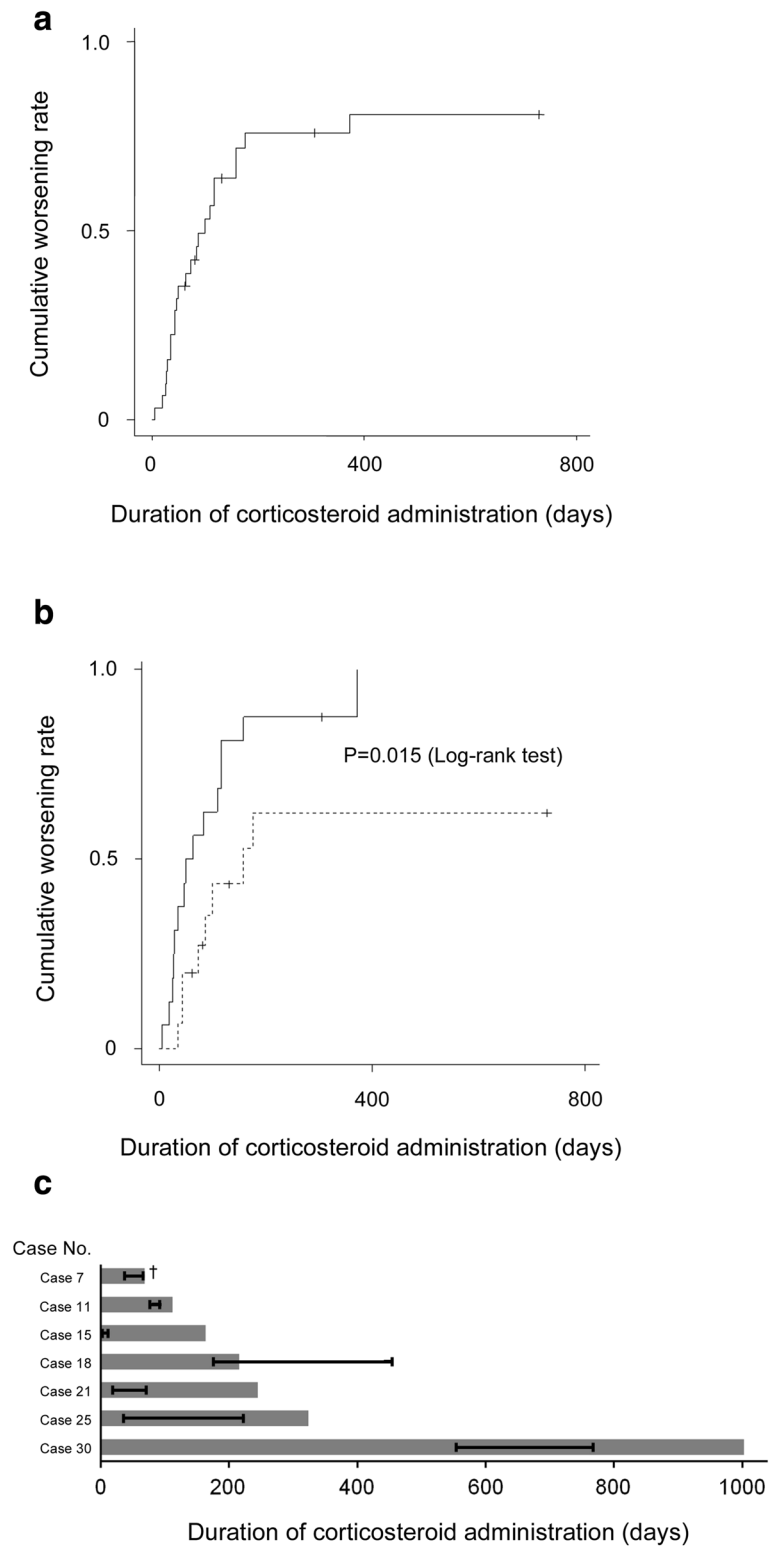 a
1.0
0.5
0
Cumulative worsening rate
0
400
800
Duration of corticosteroid administration (days)
b
1.0
0.5
0
Cumulative worsening rate
P=0.015 (Log-rank test)
0
400
800
Duration of corticosteroid administration (days)
c
Case No.
Case 7
†
Case 11
Case 15
Case 18
Case 21
Case 25
Case 30
0
200
400
600
800
1000
Duration of corticosteroid administration (days)